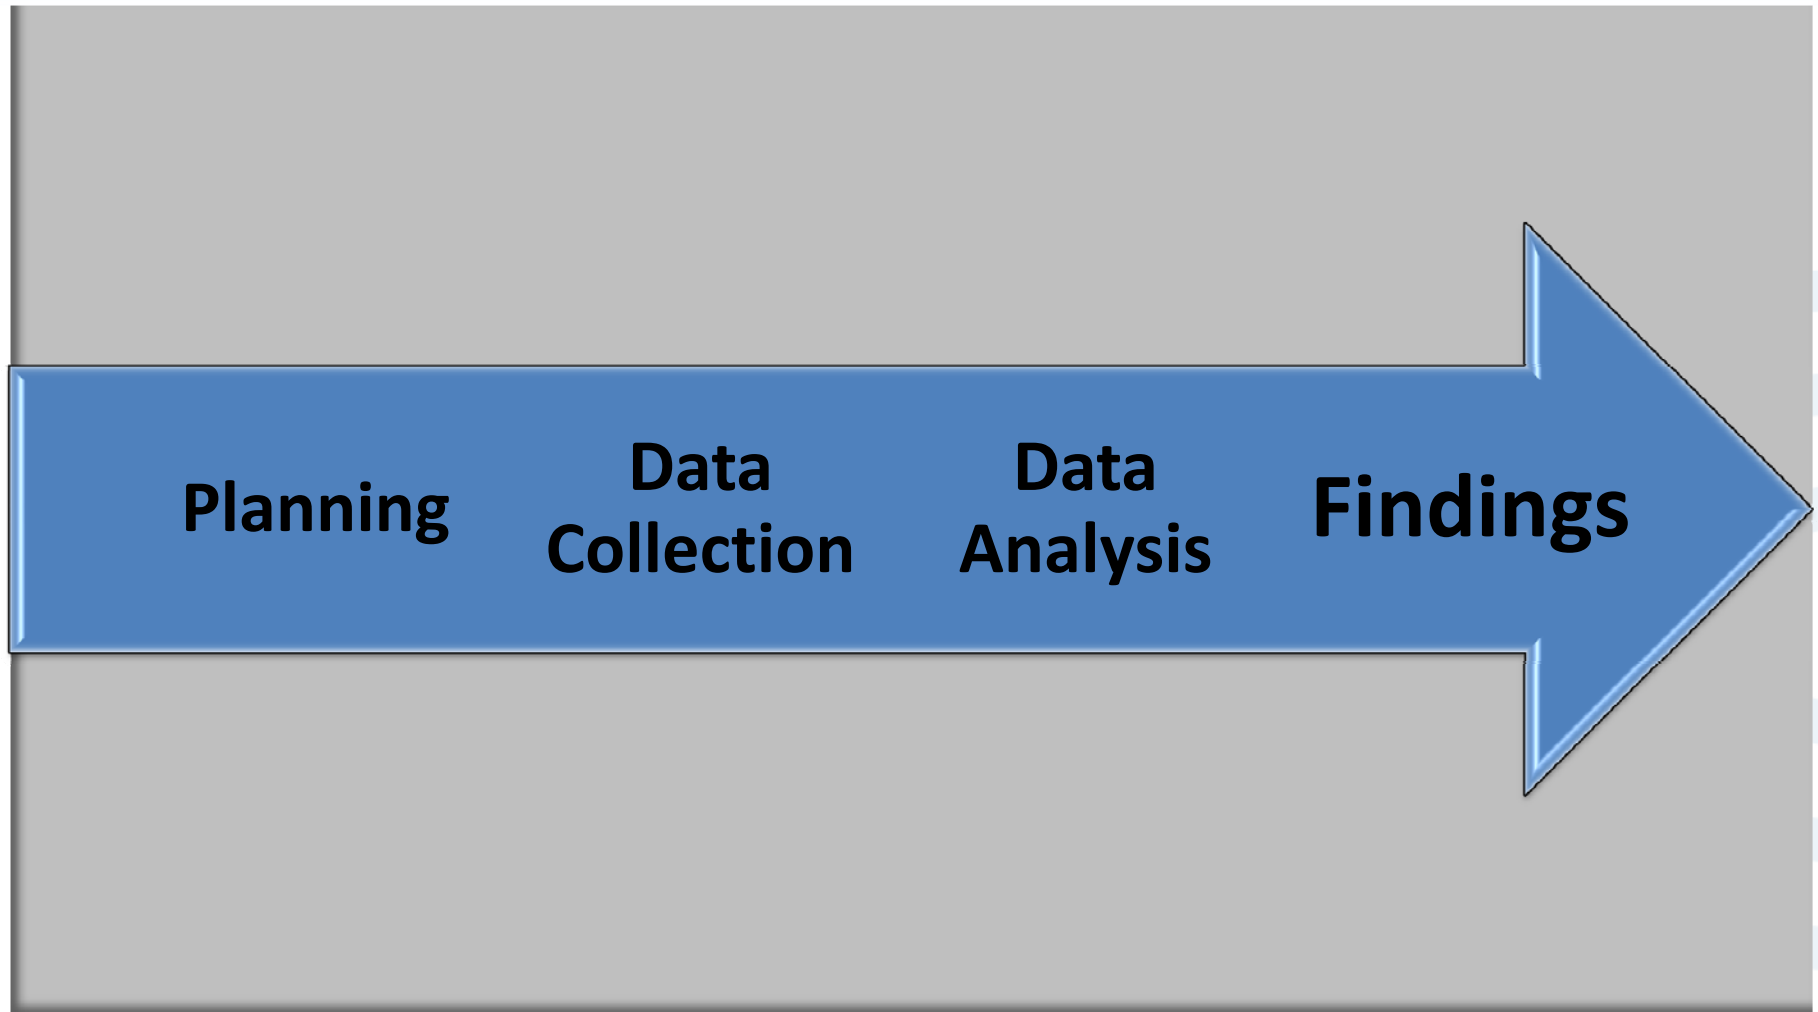 Planning
Data
Collection
Data
Analysis
Findings